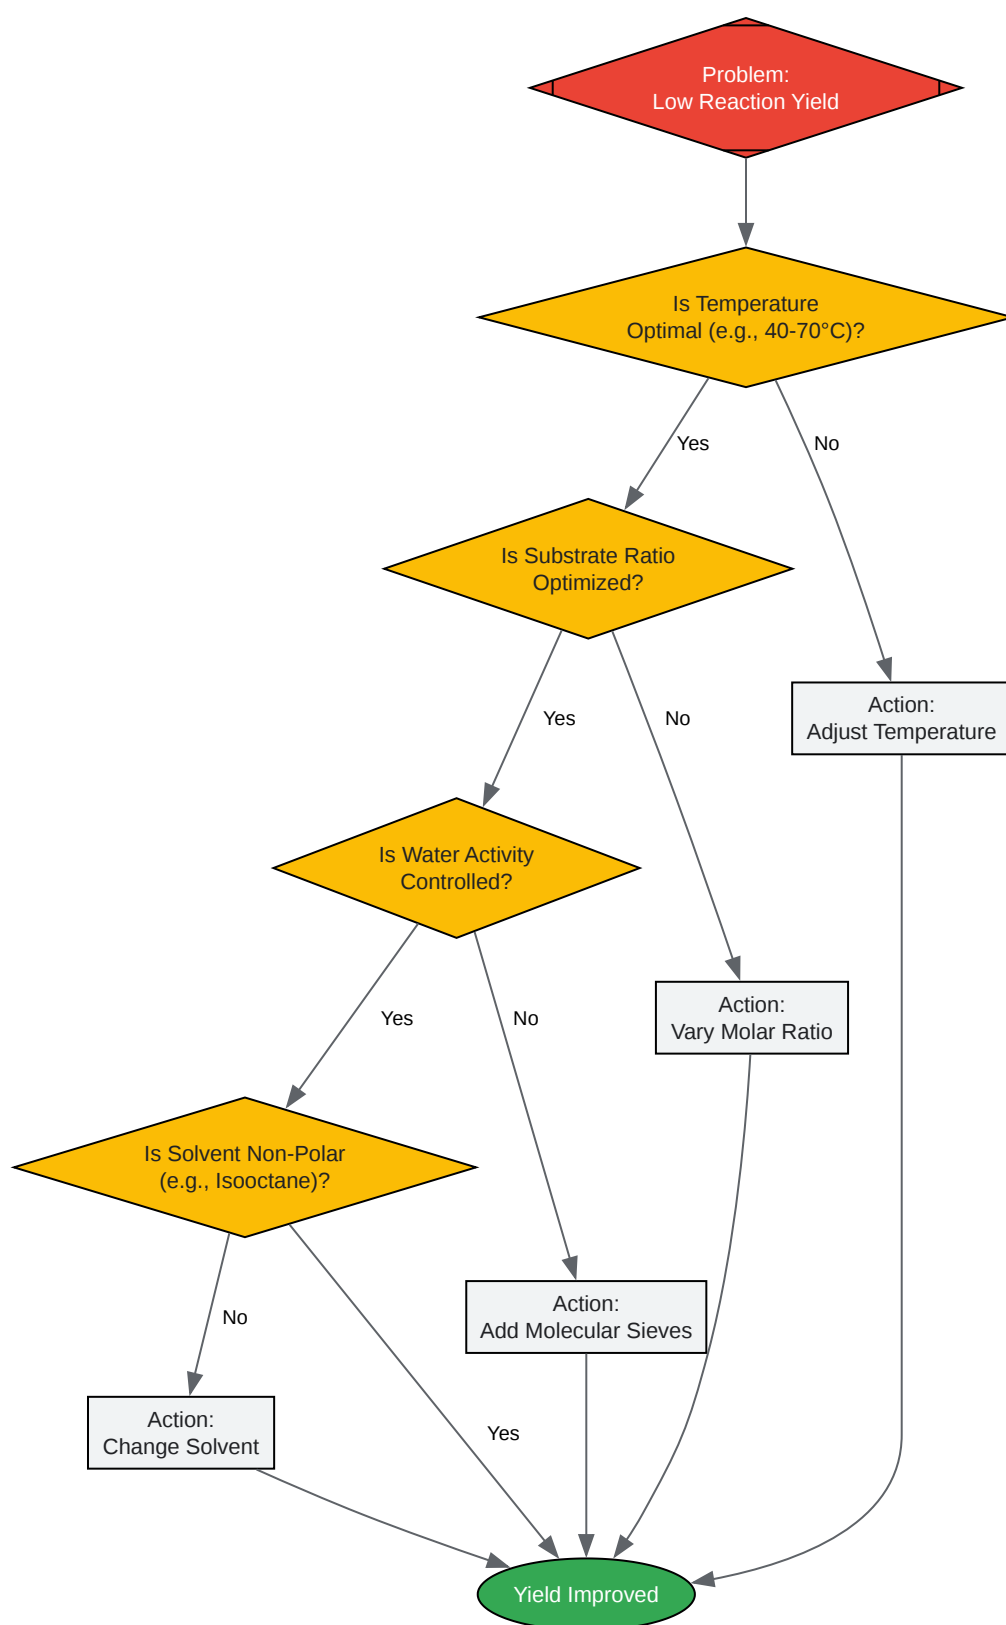 Problem:
Low Reaction Yield
Is Temperature
Optimal (e.g., 40-70°C)?
Yes
No
Is Substrate Ratio
Optimized?
Action:
Adjust Temperature
Yes
No
Is Water Activity
Controlled?
Action:
Vary Molar Ratio
Yes
No
Is Solvent Non-Polar
(e.g., Isooctane)?
Action:
Add Molecular Sieves
No
Action:
Change Solvent
Yes
Yield Improved